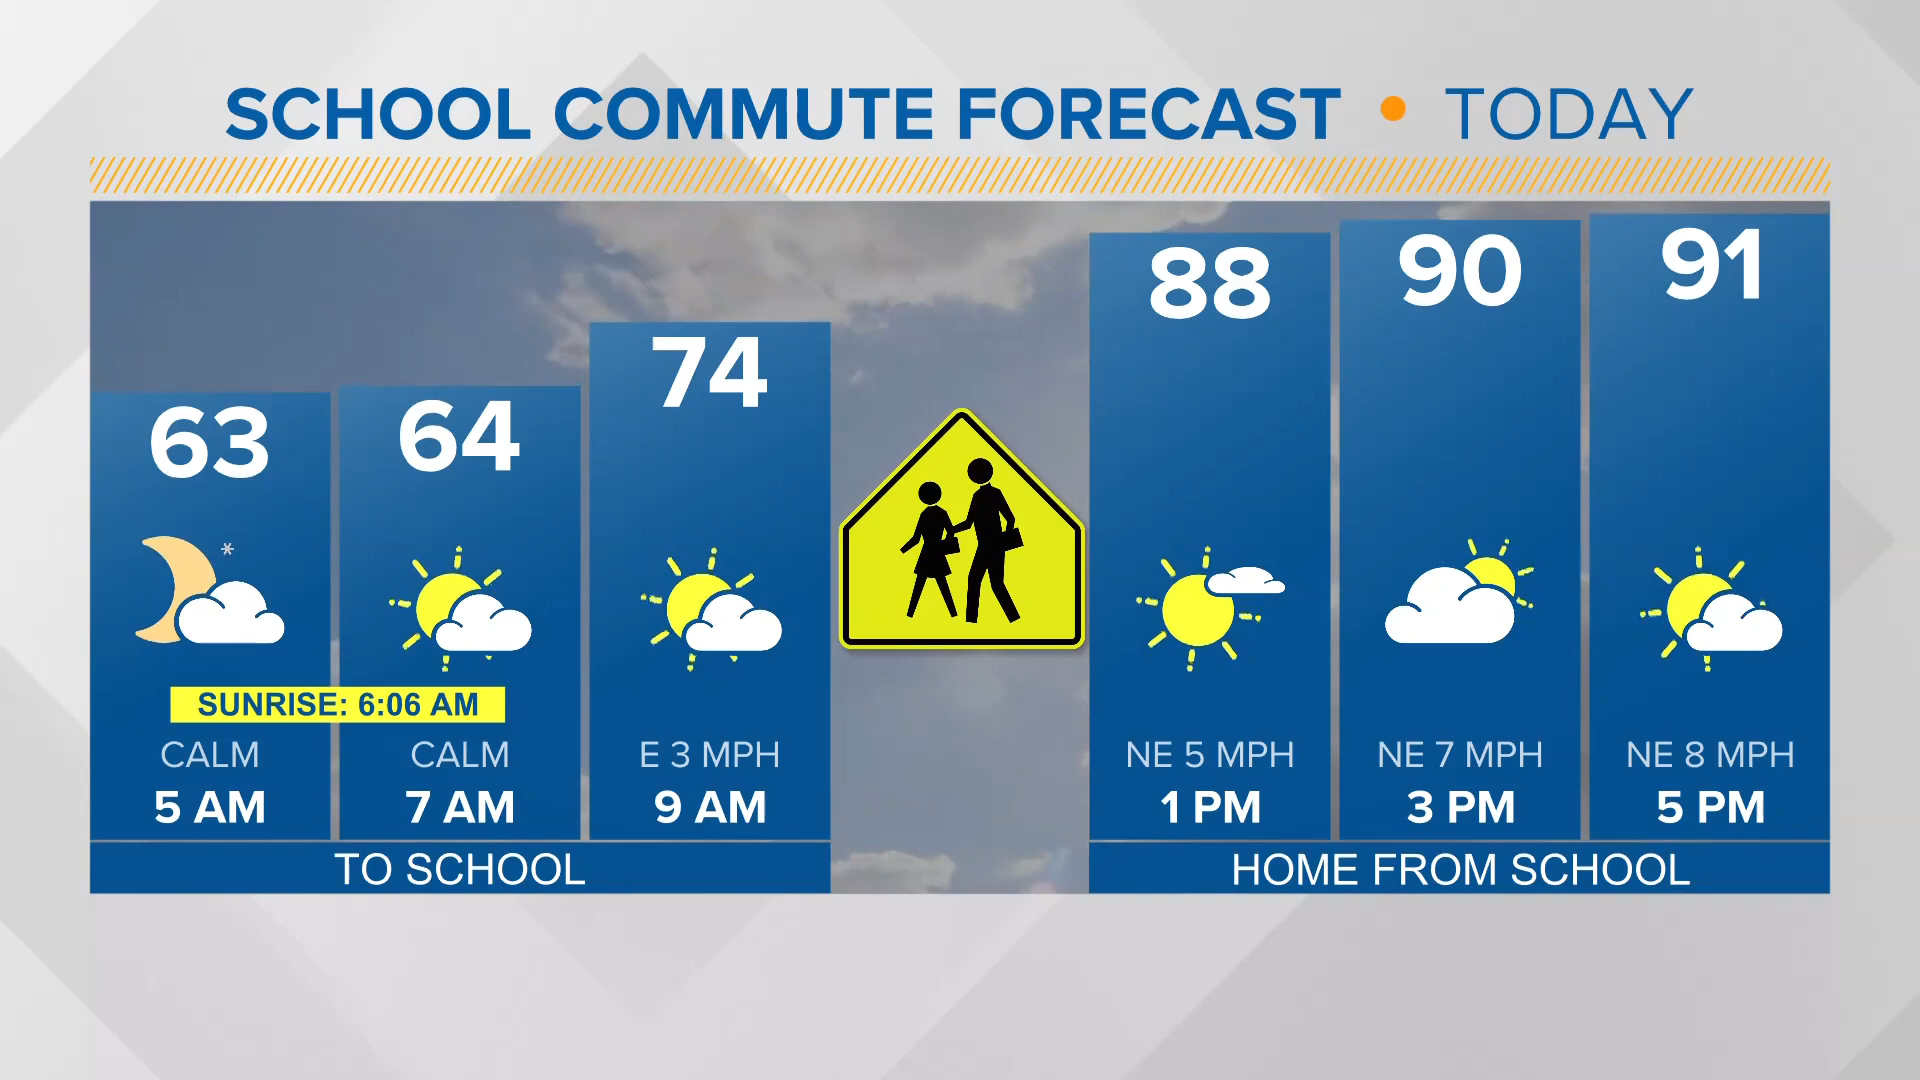 SCHOOL COMMUTE FORECAST • TODAY
63
64
74
88
90
91
SUNRISE: 6:06 AM
CALM
CALM
E 3 MPH
NE 5 MPH
NE 7 MPH
NE 8 MPH
5 AM
7 AM
9 AM
1 PM
3 PM
5 PM
TO SCHOOL
HOME FROM SCHOOL